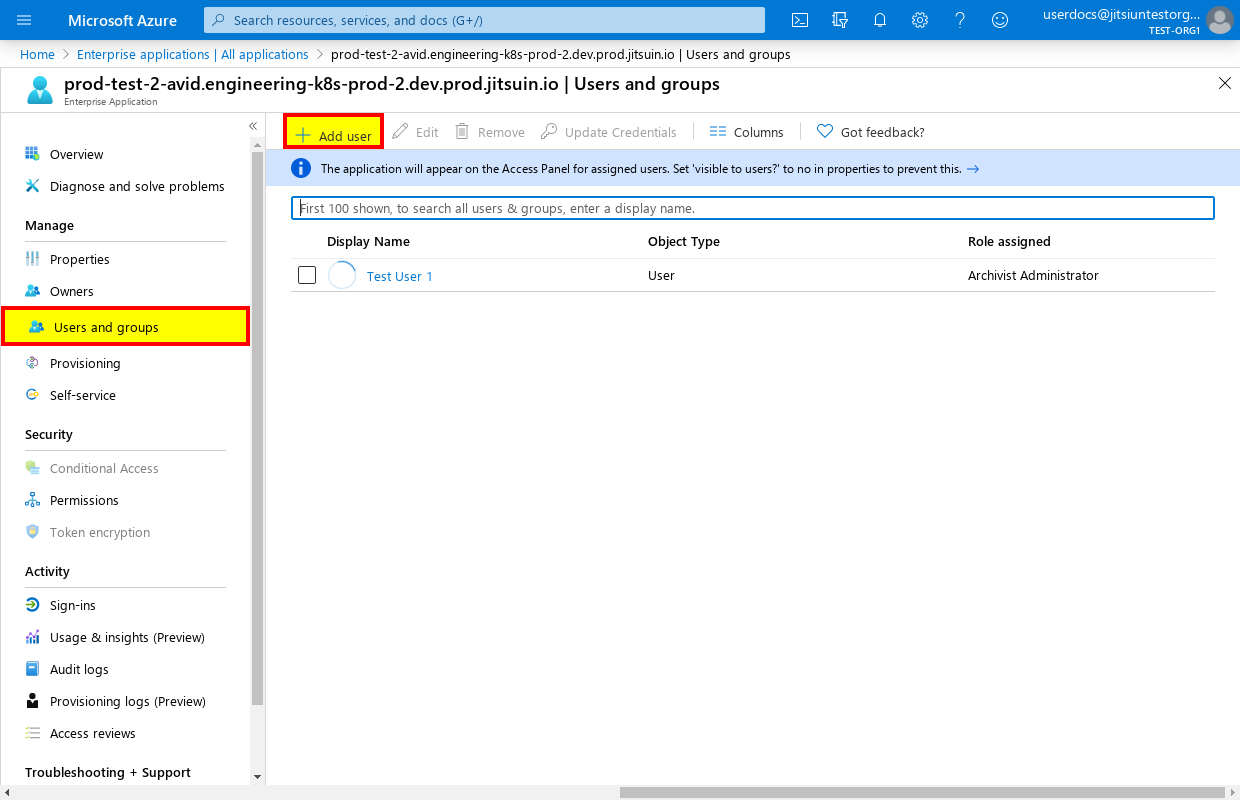 Microsoft Azure
Search resources, services, and docs (G+/)
userdocs@jitsiuntestorg...
TEST-ORG1
Home > Enterprise applications | All applications > prod-test-2-avid.engineering-k8s-prod-2.dev.prod.jitsuin.io | Users and groups
prod-test-2-avid.engineering-k8s-prod-2.dev.prod.jitsuin.io | Users and groups
Enterprise Application
«
Overview
Diagnose and solve problems
Manage
Properties
Owners
Users and groups
Provisioning
Self-service
Security
Conditional Access
Permissions
Token encryption
Activity
Sign-ins
Usage & insights (Preview)
Audit logs
Provisioning logs (Preview)
Access reviews
Troubleshooting + Support
Add user Edit Remove Update Credentials | Columns | Got feedback?
The application will appear on the Access Panel for assigned users. Set 'visible to users?' to no in properties to prevent this. →
First 100 shown, to search all users & groups, enter a display name.
Display Name Object Type Role assigned
Test User 1 User Archivist Administrator